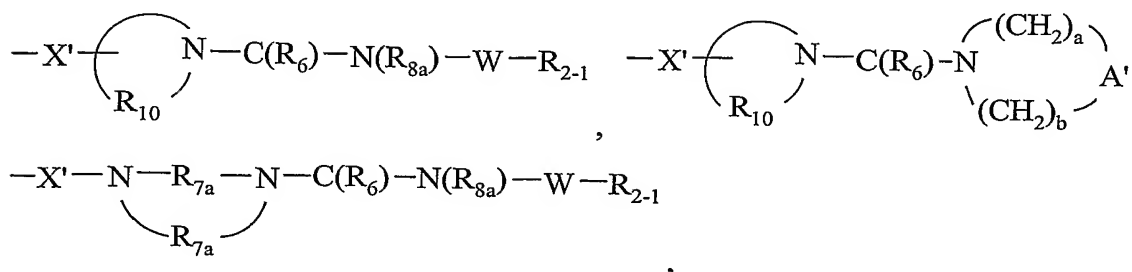 —X'— N—C(R₆)—N(R₈ₐ)—W—R₂₋₁ —X'— N—C(R₆)—N (CH₂)ₐ A'
R₁₀ , R₁₀ (CH₂)b
—X'—N—R₇ₐ—N—C(R₆)—N(R₈ₐ)—W—R₂₋₁
R₇ₐ ,